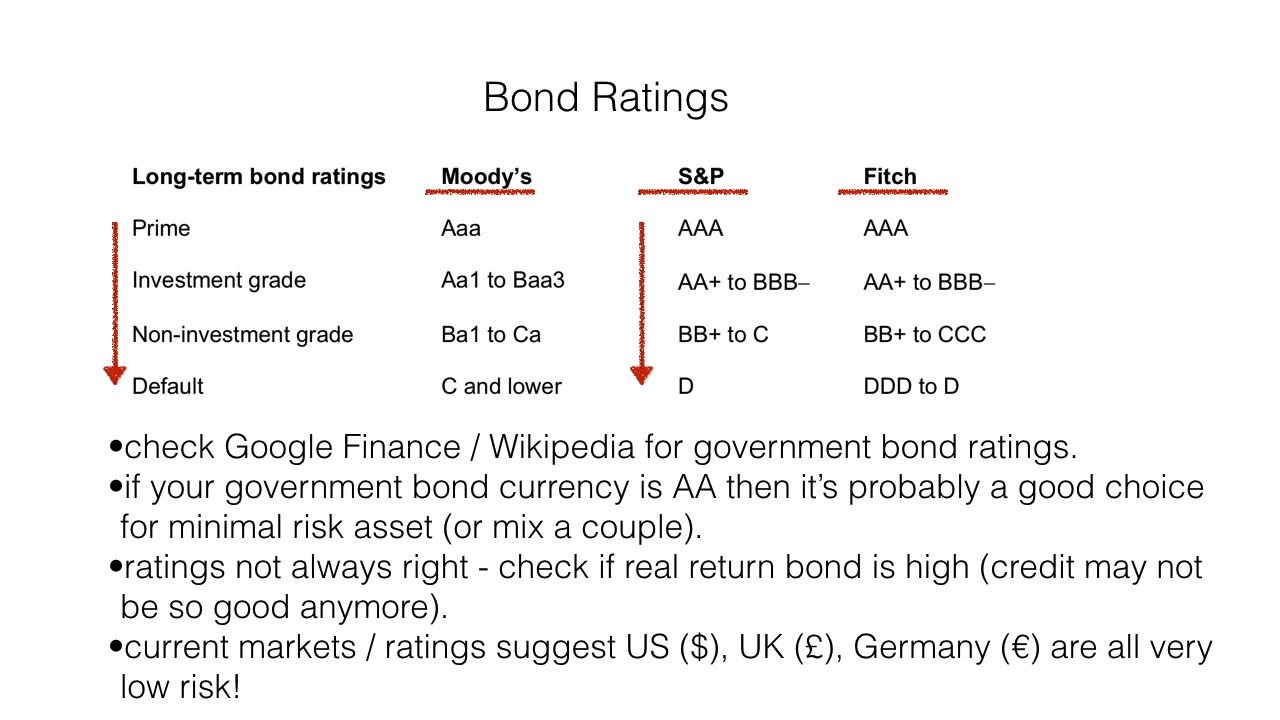 Bond Ratings
Long-term bond ratings Moody's S&P Fitch
Prime Aaa AAA AAA
Investment grade Aa1 to Baa3 AA+ to BBB– AA+ to BBB–
Non-investment grade Ba1 to Ca BB+ to C BB+ to CCC
Default C and lower D DDD to D
•check Google Finance / Wikipedia for government bond ratings.
•if your government bond currency is AA then it's probably a good choice
for minimal risk asset (or mix a couple).
•ratings not always right - check if real return bond is high (credit may not
be so good anymore).
•current markets / ratings suggest US ($), UK (£), Germany (€) are all very
low risk!